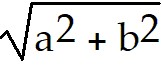 √a² + b²